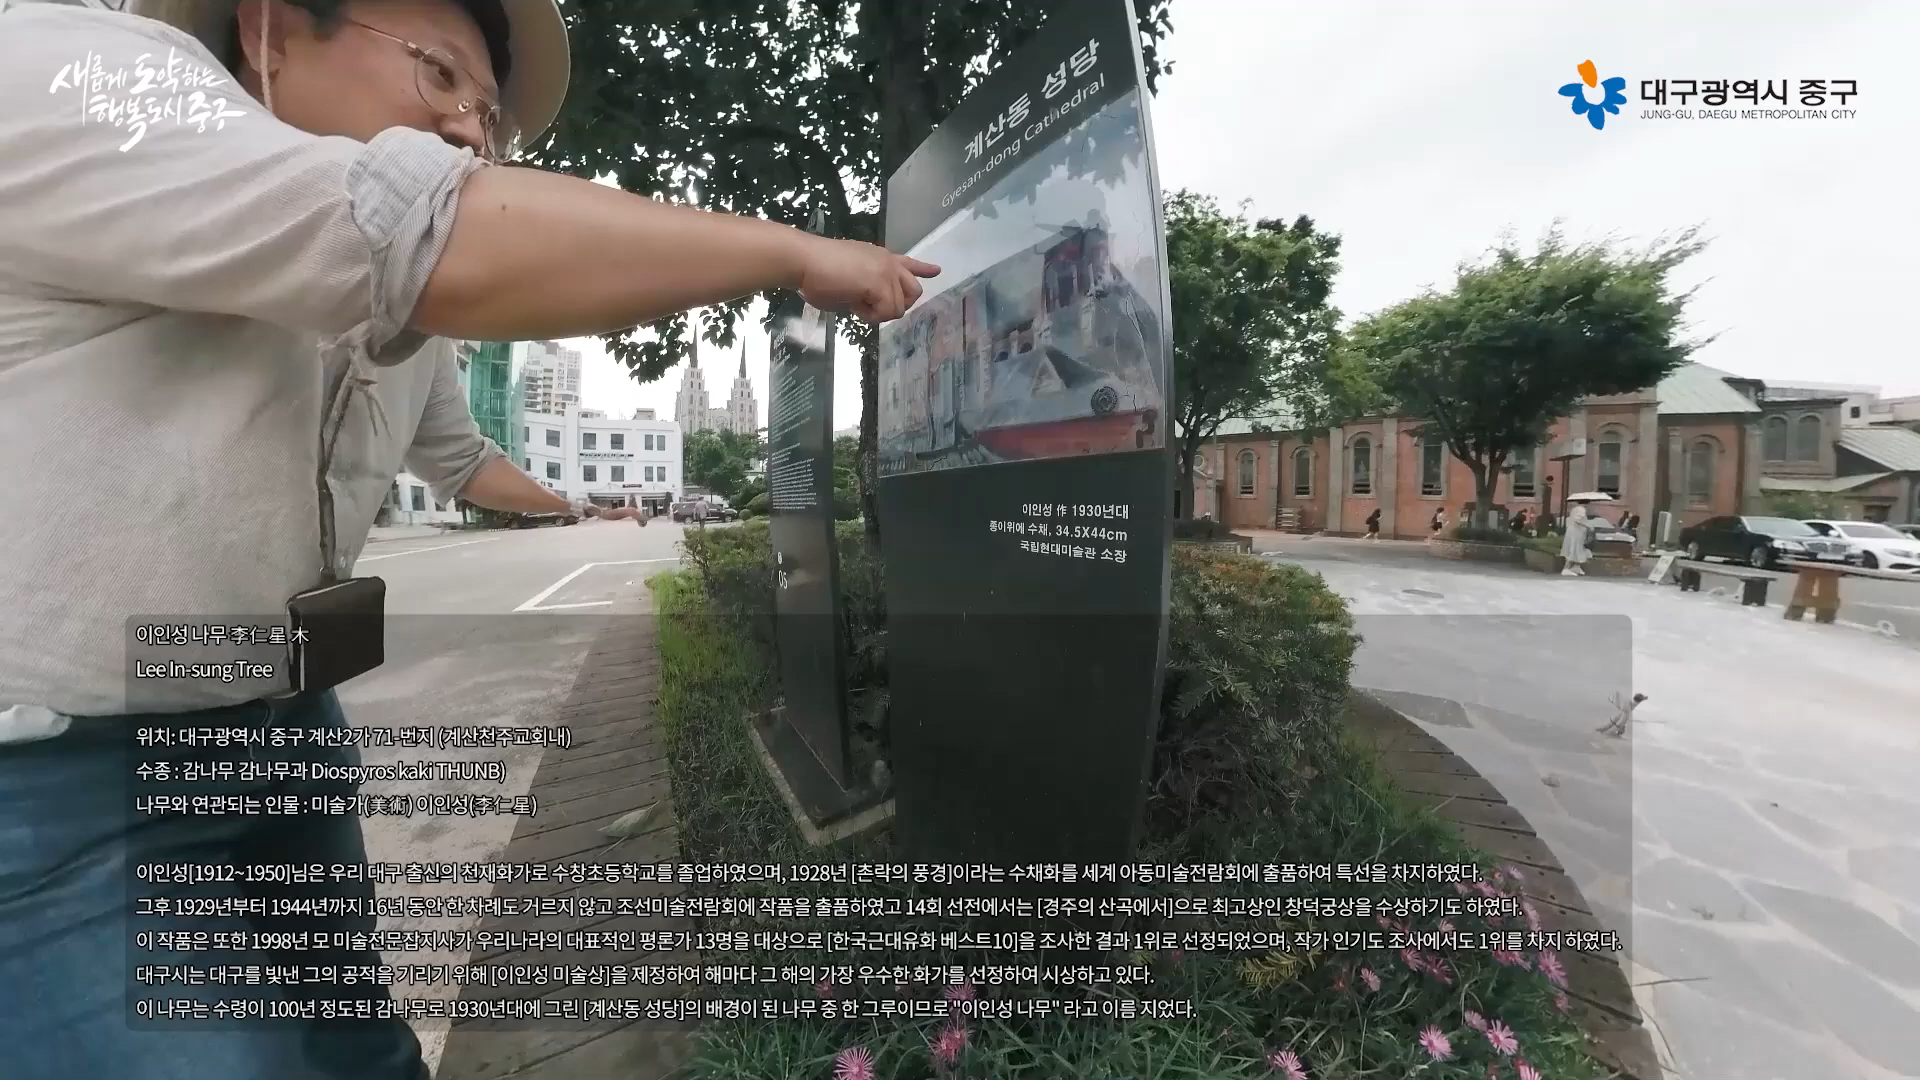 새롭게 도약하는
행복도시 중구
대구광역시 중구
JUNG-GU, DAEGU METROPOLITAN CITY
계산동 성당
Gyesan-dong Cathedral
이인성 作 1930년대
종이위에 수채, 34.5X44cm
국립현대미술관 소장
05
이인성 나무 李仁星 木
Lee In-sung Tree
위치: 대구광역시 중구 계산2가 71-번지 (계산천주교회내)
수종 : 감나무 감나무과 Diospyros kaki THUNB)
나무와 연관되는 인물 : 미술가(美術) 이인성(李仁星)
이인성[1912~1950]님은 우리 대구 출신의 천재화가로 수창초등학교를 졸업하였으며, 1928년 [촌락의 풍경]이라는 수채화를 세계 아동미술전람회에 출품하여 특선을 차지하였다.
그후 1929년부터 1944년까지 16년 동안 한 차례도 거르지 않고 조선미술전람회에 작품을 출품하였고 14회 선전에서는 [경주의 산곡에서]으로 최고상인 창덕궁상을 수상하기도 하였다.
이 작품은 또한 1998년 모 미술전문잡지사가 우리나라의 대표적인 평론가 13명을 대상으로 [한국근대유화 베스트10]을 조사한 결과 1위로 선정되었으며, 작가 인기도 조사에서도 1위를 차지 하였다.
대구시는 대구를 빛낸 그의 공적을 기리기 위해 [이인성 미술상]을 제정하여 해마다 그 해의 가장 우수한 화가를 선정하여 시상하고 있다.
이 나무는 수령이 100년 정도된 감나무로 1930년대에 그린 [계산동 성당]의 배경이 된 나무 중 한 그루이므로 "이인성 나무" 라고 이름 지었다.